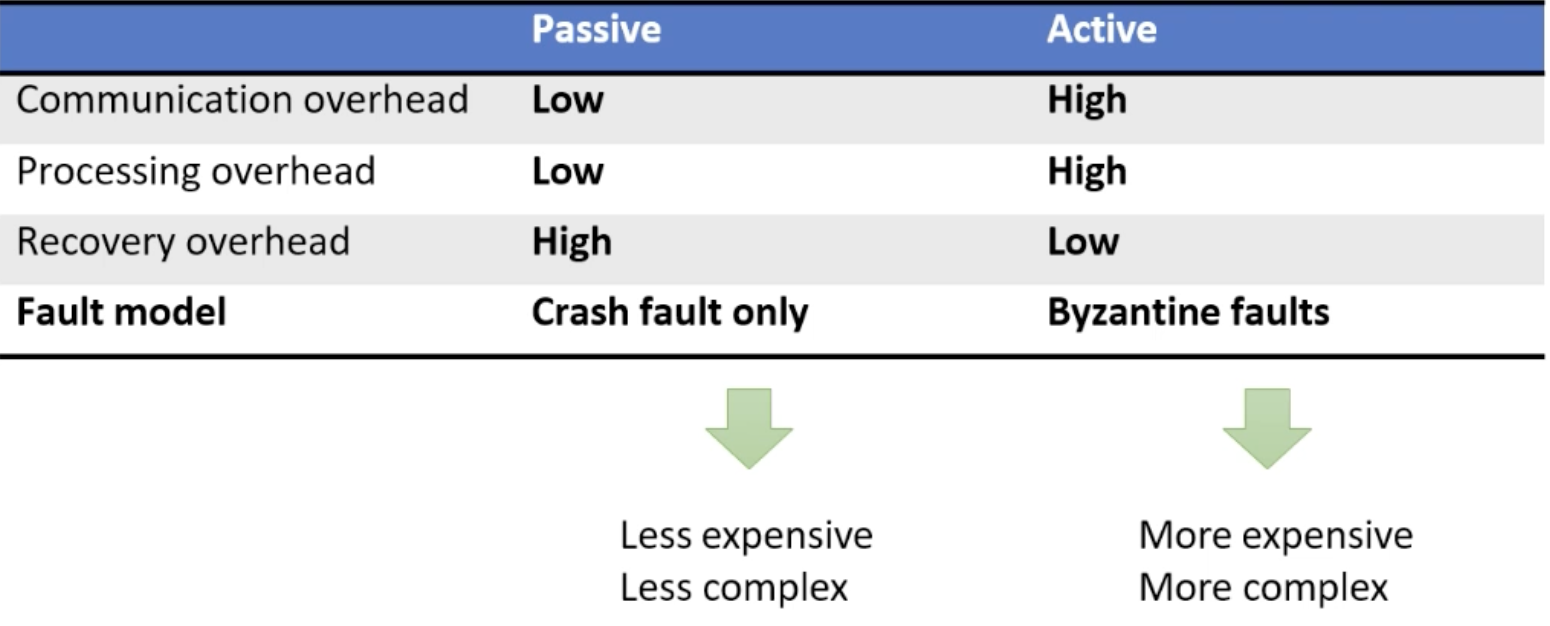 Passive Active
Communication overhead Low High
Processing overhead Low High
Recovery overhead High Low
Fault model Crash fault only Byzantine faults
Less expensive More expensive
Less complex More complex